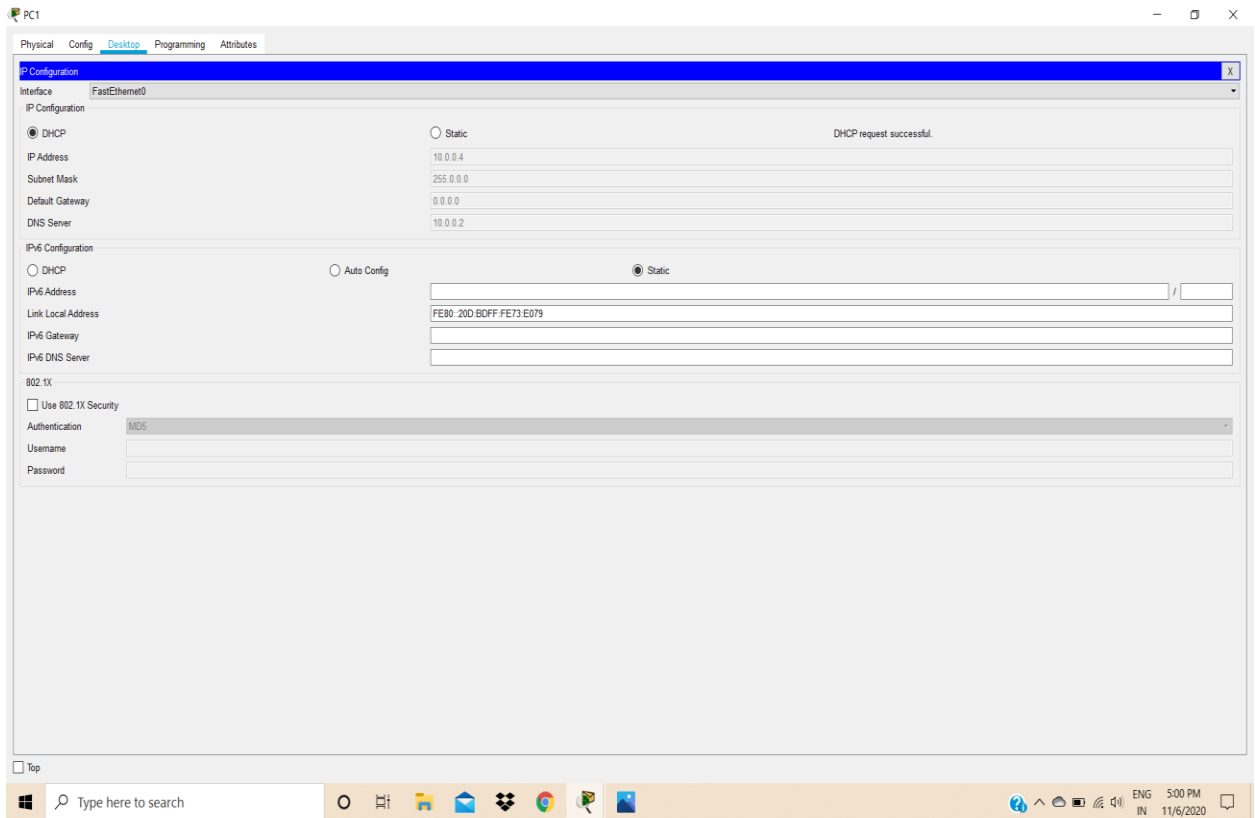 PC1
Physical Config Desktop Programming Attributes
IP Configuration X
Interface FastEthernet0
IP Configuration
DHCP Static DHCP request successful.
IP Address 10.0.0.4
Subnet Mask 255.0.0.0
Default Gateway 0.0.0.0
DNS Server 10.0.0.2
IPv6 Configuration
DHCP Auto Config Static
IPv6 Address /
Link Local Address FE80::20D:BDFF:FE73:E079
IPv6 Gateway
IPv6 DNS Server
802.1X
Use 802.1X Security
Authentication MD5
Username
Password
Top
Type here to search ENG 5:00 PM
IN 11/6/2020